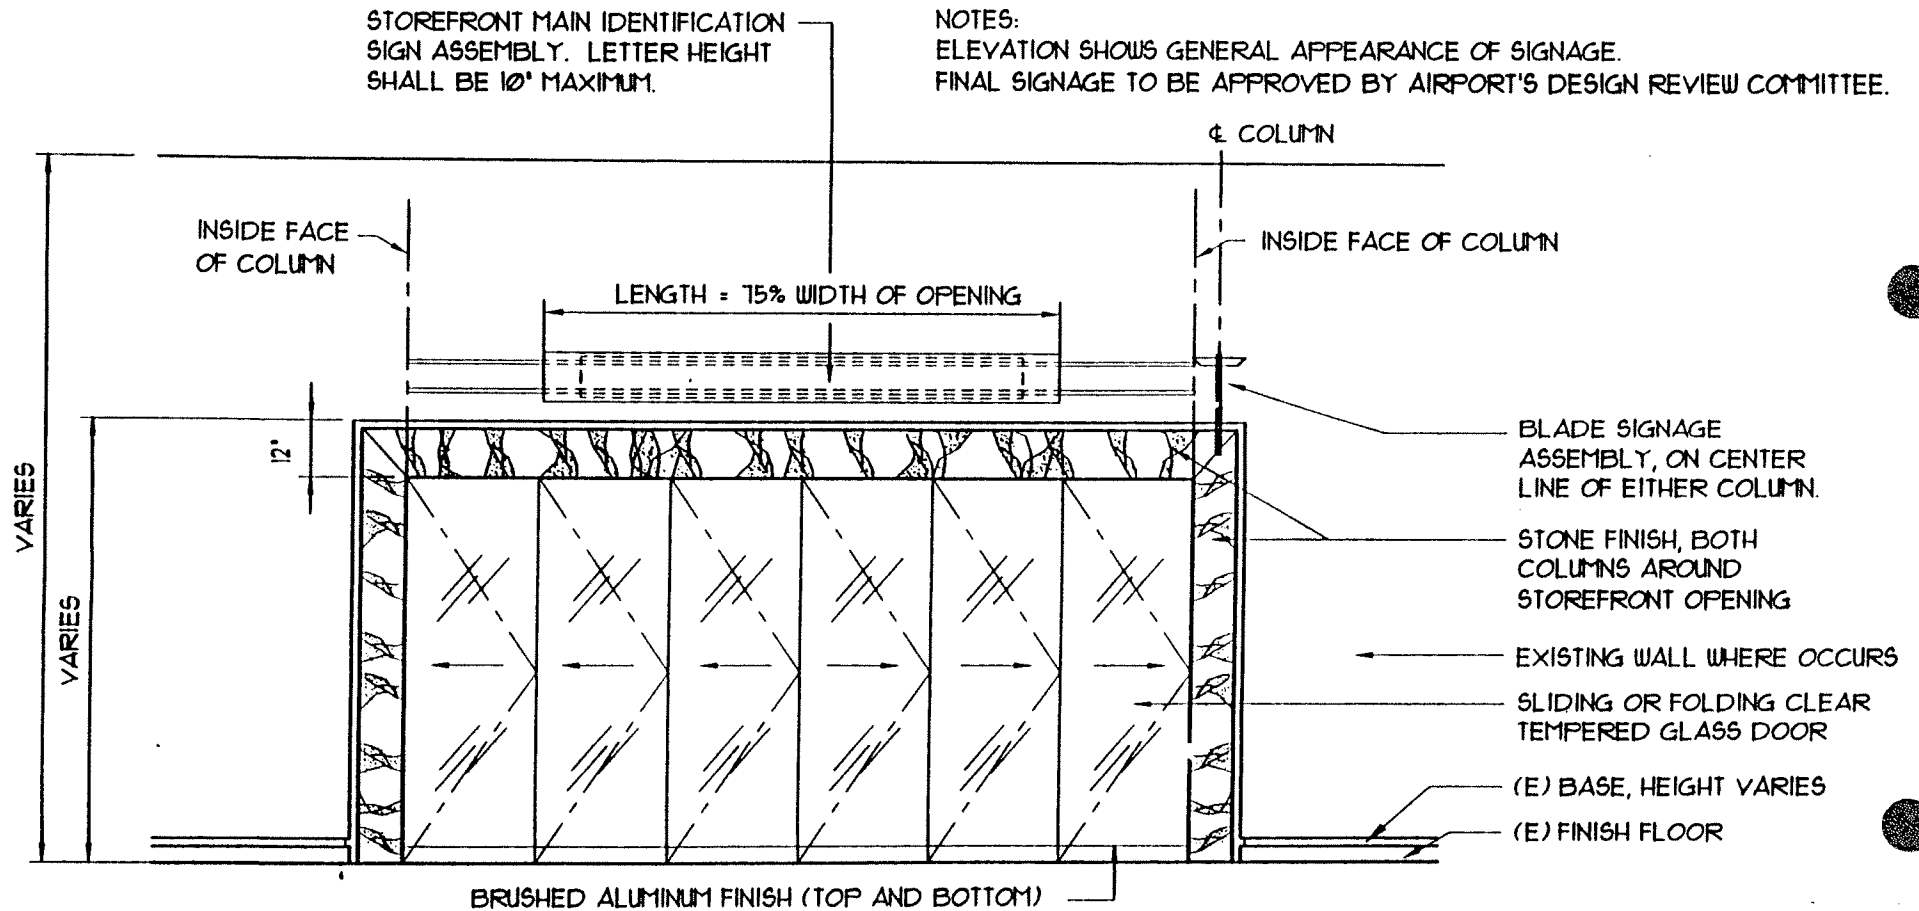 STOREFRONT MAIN IDENTIFICATION
SIGN ASSEMBLY. LETTER HEIGHT
SHALL BE 10" MAXIMUM.
NOTES:
ELEVATION SHOWS GENERAL APPEARANCE OF SIGNAGE.
FINAL SIGNAGE TO BE APPROVED BY AIRPORT'S DESIGN REVIEW COMMITTEE.
℄ COLUMN
INSIDE FACE
OF COLUMN
INSIDE FACE OF COLUMN
LENGTH = 75% WIDTH OF OPENING
12"
VARIES
VARIES
BLADE SIGNAGE
ASSEMBLY, ON CENTER
LINE OF EITHER COLUMN.
STONE FINISH, BOTH
COLUMNS AROUND
STOREFRONT OPENING
EXISTING WALL WHERE OCCURS
SLIDING OR FOLDING CLEAR
TEMPERED GLASS DOOR
(E) BASE, HEIGHT VARIES
(E) FINISH FLOOR
BRUSHED ALUMINUM FINISH (TOP AND BOTTOM)